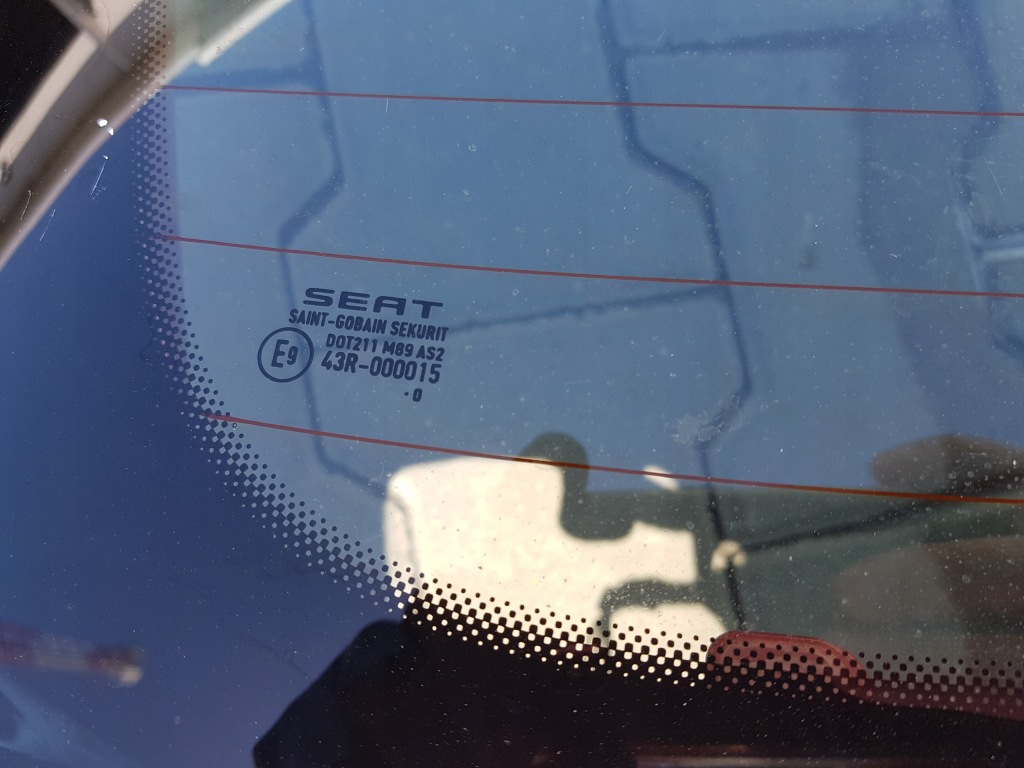 SEAT
SAINT-GOBAIN SEKURIT
DOT211 M89 AS2
E9 43R-000015
·0